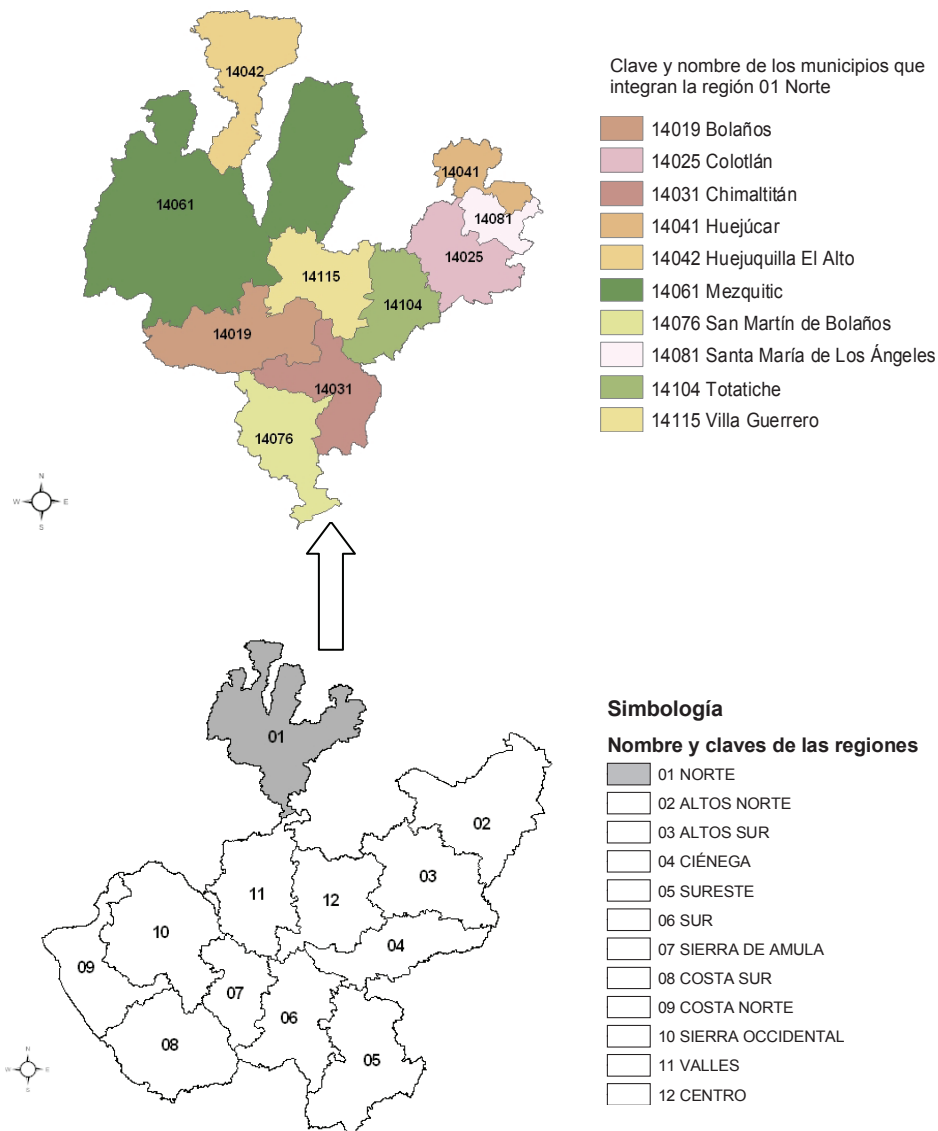 14042
14061
14041
14081
14025
14115
14104
14019
14031
14076
N
W E
S
Clave y nombre de los municipios que
integran la región 01 Norte
14019 Bolaños
14025 Colotlán
14031 Chimaltitán
14041 Huejúcar
14042 Huejuquilla El Alto
14061 Mezquitic
14076 San Martín de Bolaños
14081 Santa María de Los Ángeles
14104 Totatiche
14115 Villa Guerrero
01
02
03
11
12
10
04
09
07
06
08
05
N
W E
S
Simbología
Nombre y claves de las regiones
01 NORTE
02 ALTOS NORTE
03 ALTOS SUR
04 CIÉNEGA
05 SURESTE
06 SUR
07 SIERRA DE AMULA
08 COSTA SUR
09 COSTA NORTE
10 SIERRA OCCIDENTAL
11 VALLES
12 CENTRO